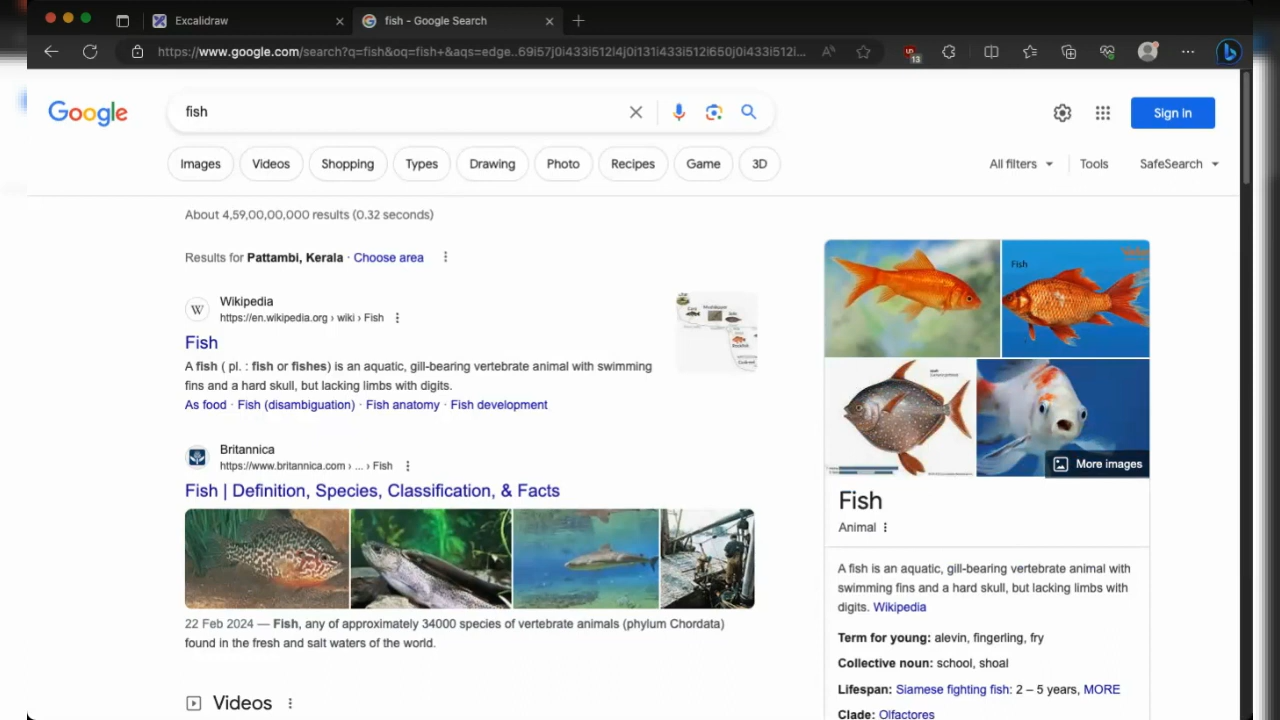 Excalidraw
fish - Google Search
https://www.google.com/search?q=fish&oq=fish+&aqs=edge..69i57j0i433i512l4j0i131i433i512l650j0i433i512i...
13
Google
fish
Sign in
Images
Videos
Shopping
Types
Drawing
Photo
Recipes
Game
3D
All filters
Tools
SafeSearch
About 4,59,00,00,000 results (0.32 seconds)
Results for Pattambi, Kerala · Choose area
W
Wikipedia
https://en.wikipedia.org › wiki › Fish
Fish
A fish ( pl. : fish or fishes) is an aquatic, gill-bearing vertebrate animal with swimming
fins and a hard skull, but lacking limbs with digits.
As food · Fish (disambiguation) · Fish anatomy · Fish development
Britannica
https://www.britannica.com › ... › Fish
Fish | Definition, Species, Classification, & Facts
22 Feb 2024 — Fish, any of approximately 34000 species of vertebrate animals (phylum Chordata)
found in the fresh and salt waters of the world.
Videos
Fish
More images
Fish
Animal
A fish is an aquatic, gill-bearing vertebrate animal with
swimming fins and a hard skull, but lacking limbs with
digits. Wikipedia
Term for young: alevin, fingerling, fry
Collective noun: school, shoal
Lifespan: Siamese fighting fish: 2 – 5 years, MORE
Clade: Olfactores